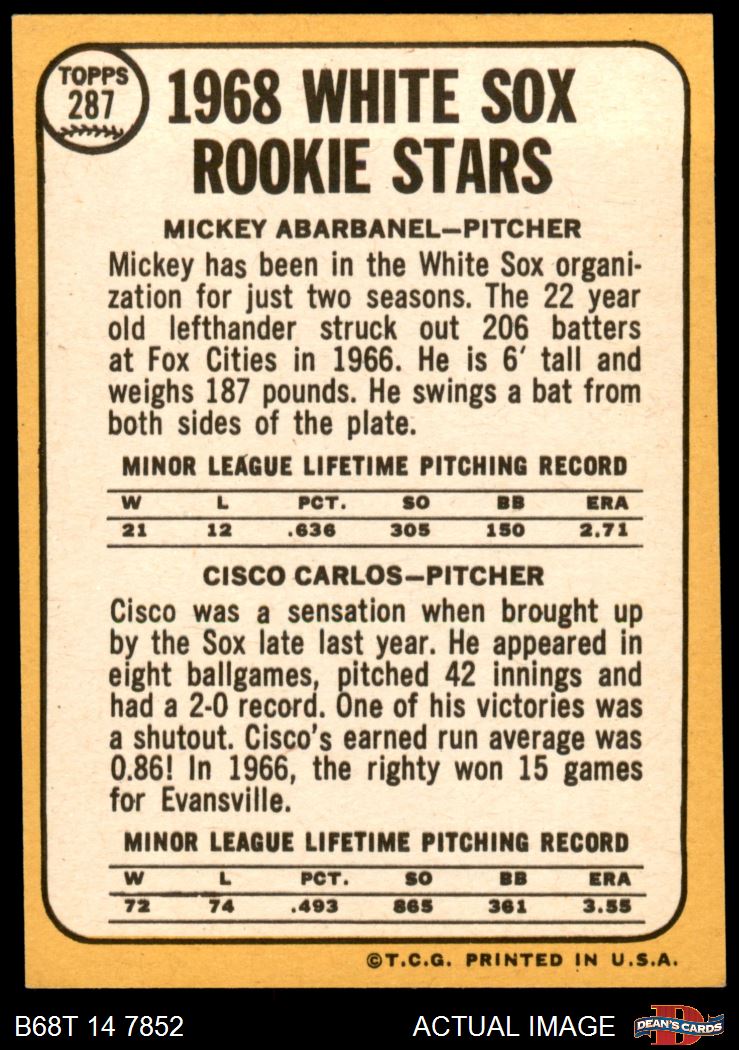 TOPPS
287
1968 WHITE SOX
ROOKIE STARS
MICKEY ABARBANEL—PITCHER
Mickey has been in the White Sox organi-
zation for just two seasons. The 22 year
old lefthander struck out 206 batters
at Fox Cities in 1966. He is 6' tall and
weighs 187 pounds. He swings a bat from
both sides of the plate.
MINOR LEAGUE LIFETIME PITCHING RECORD
W L PCT. SO BB ERA
21 12 .636 305 150 2.71
CISCO CARLOS—PITCHER
Cisco was a sensation when brought up
by the Sox late last year. He appeared in
eight ballgames, pitched 42 innings and
had a 2-0 record. One of his victories was
a shutout. Cisco's earned run average was
0.86! In 1966, the righty won 15 games
for Evansville.
MINOR LEAGUE LIFETIME PITCHING RECORD
W L PCT. SO BB ERA
72 74 .493 865 361 3.55
©T.C.G. PRINTED IN U.S.A.
B68T 14 7852 ACTUAL IMAGE
D
DEAN'S CARDS